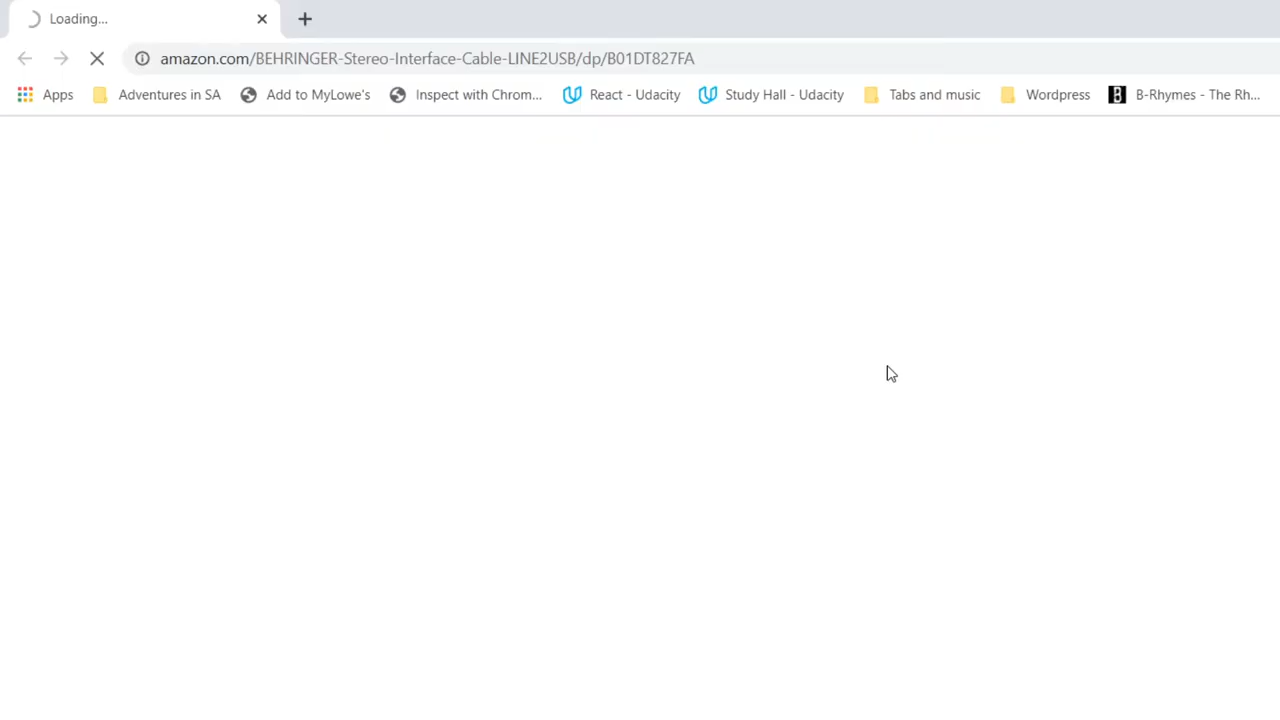 Loading...
amazon.com/BEHRINGER-Stereo-Interface-Cable-LINE2USB/dp/B01DT827FA
Apps Adventures in SA Add to MyLowe's Inspect with Chrom... React - Udacity Study Hall - Udacity Tabs and music Wordpress B-Rhymes - The Rh...